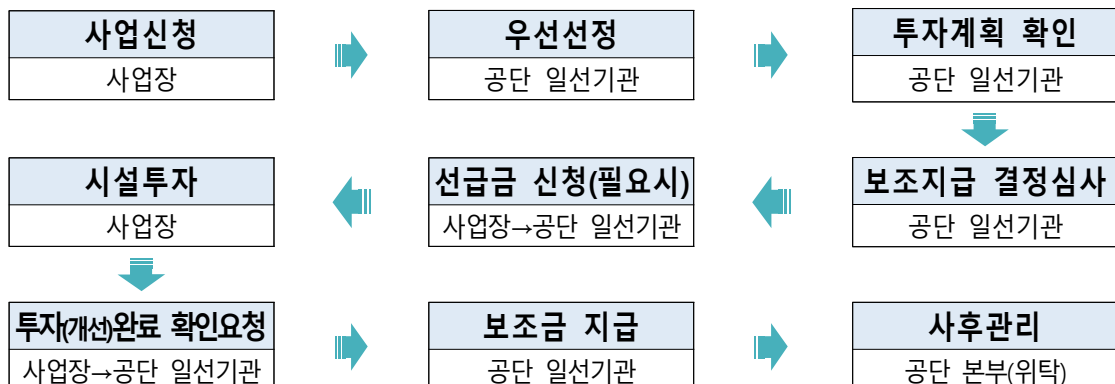 사업신청
사업장
우선선정
공단 일선기관
투자계획 확인
공단 일선기관
보조지급 결정심사
공단 일선기관
선급금 신청(필요시)
사업장→공단 일선기관
시설투자
사업장
투자(개선)완료 확인요청
사업장→공단 일선기관
보조금 지급
공단 일선기관
사후관리
공단 본부(위탁)